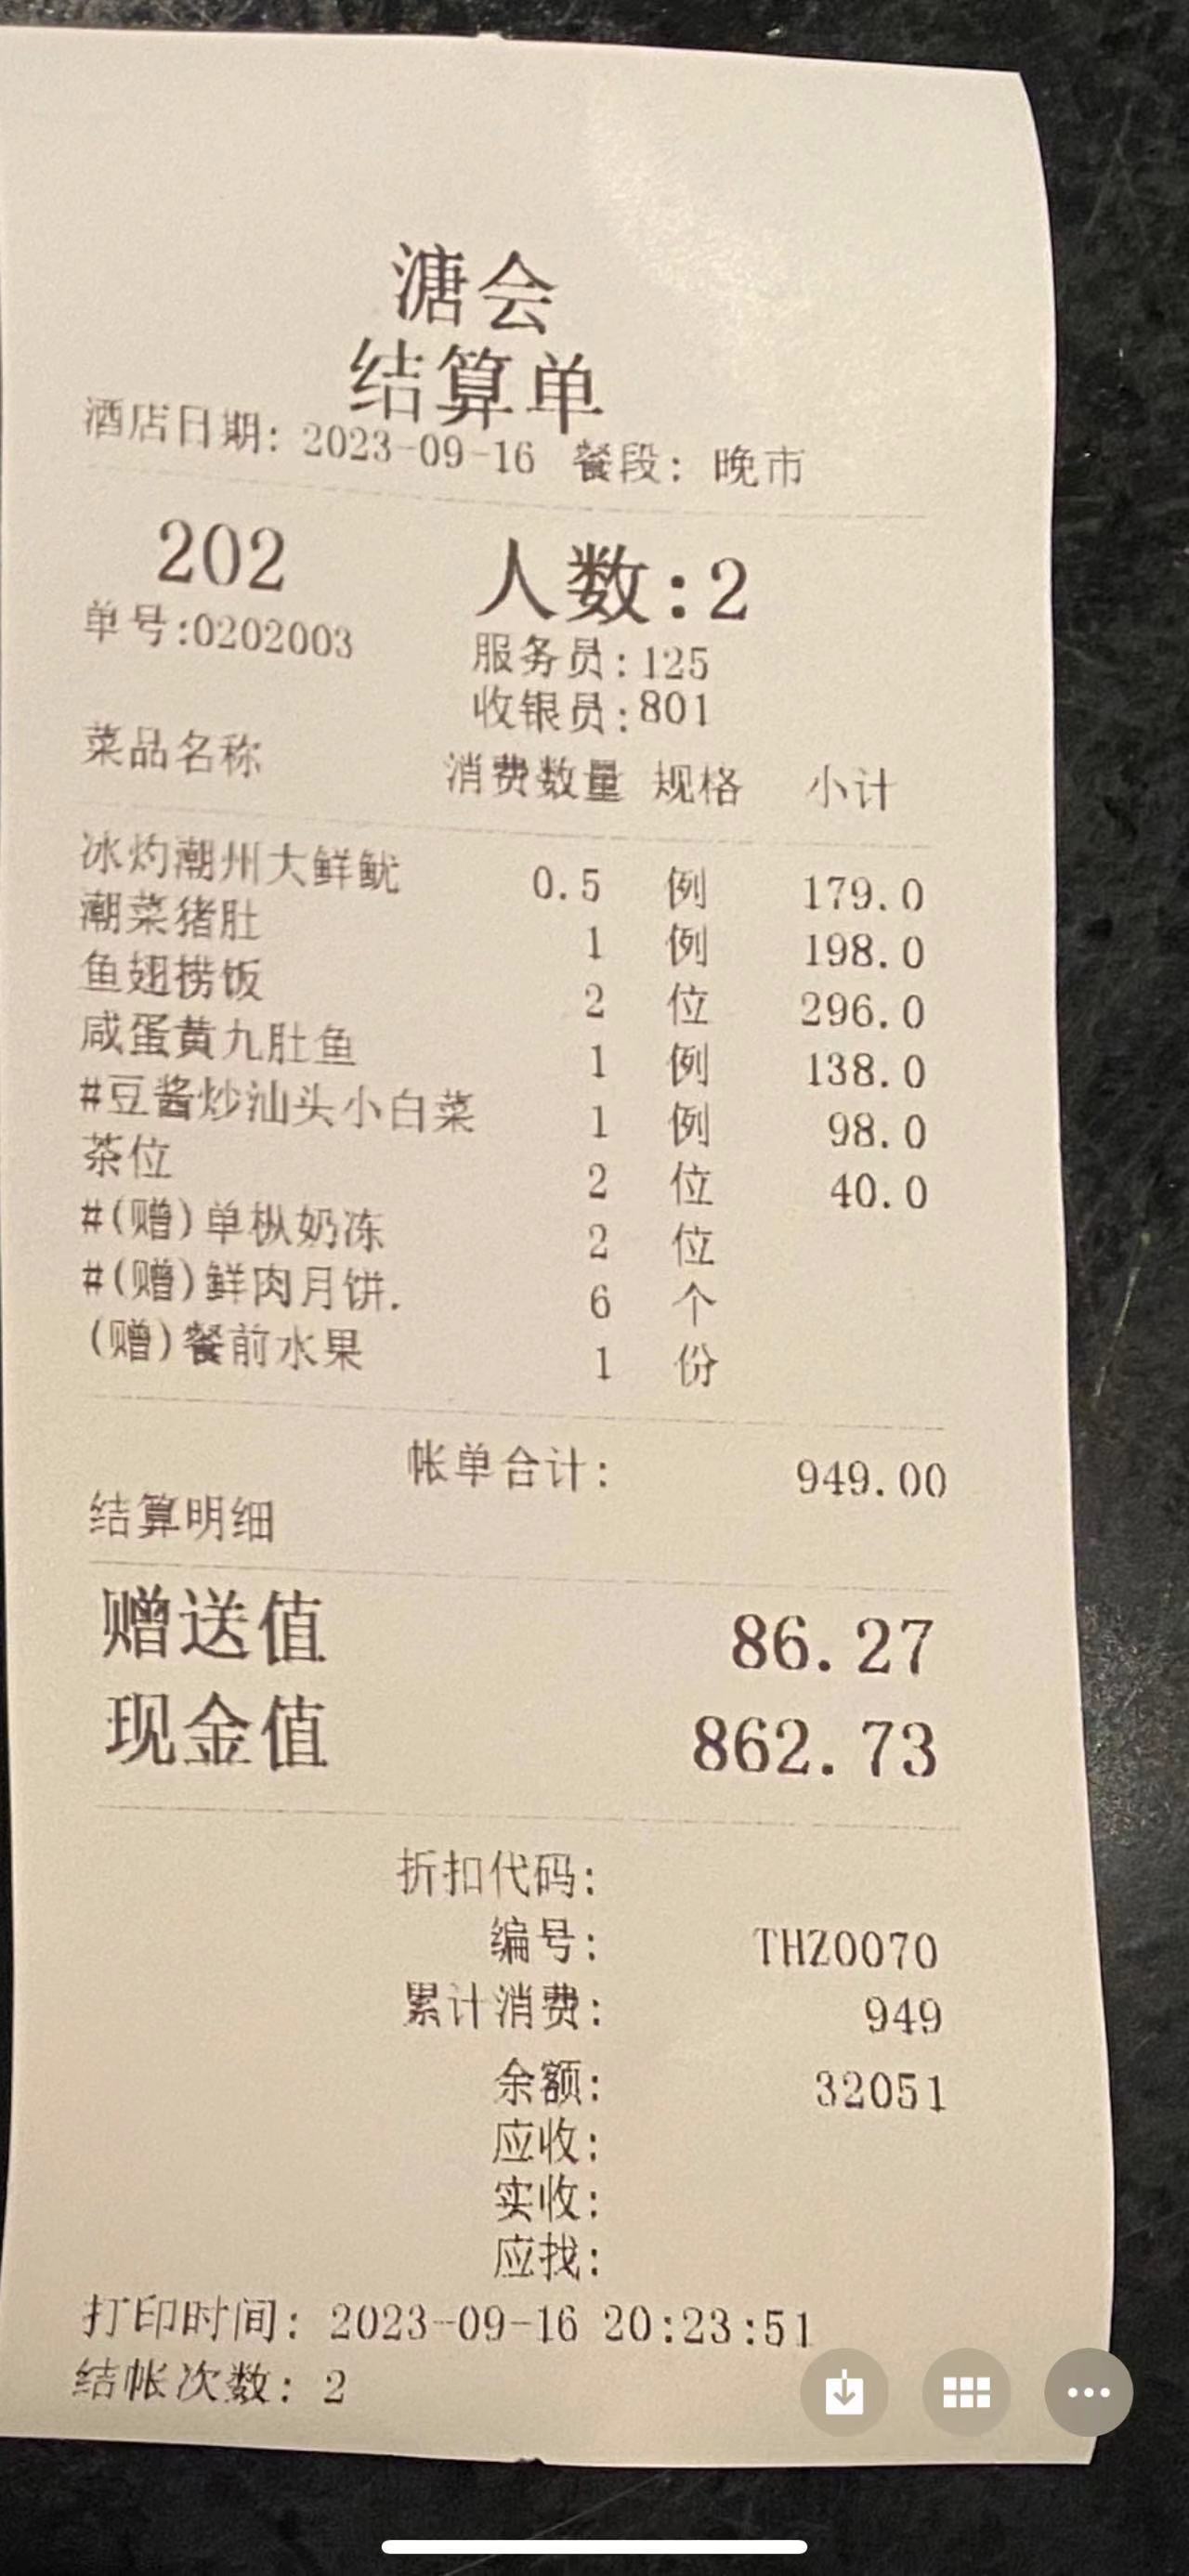 溏会
结算单
酒店日期: 2023-09-16 餐段: 晚市
202 人数:2
单号:0202003
服务员:125
收银员:801
菜品名称 消费数量 规格 小计
冰灼潮州大鲜鱿 0.5 例 179.0
潮菜猪肚 1 例 198.0
鱼翅捞饭 2 位 296.0
咸蛋黄九肚鱼 1 例 138.0
#豆酱炒汕头小白菜 1 例 98.0
茶位 2 位 40.0
#(赠)单枞奶冻 2 位
#(赠)鲜肉月饼. 6 个
(赠)餐前水果 1 份
帐单合计: 949.00
结算明细
赠送值 86.27
现金值 862.73
折扣代码:
编号: THZ0070
累计消费: 949
余额: 32051
应收:
实收:
应找:
打印时间: 2023-09-16 20:23:51
结帐次数: 2